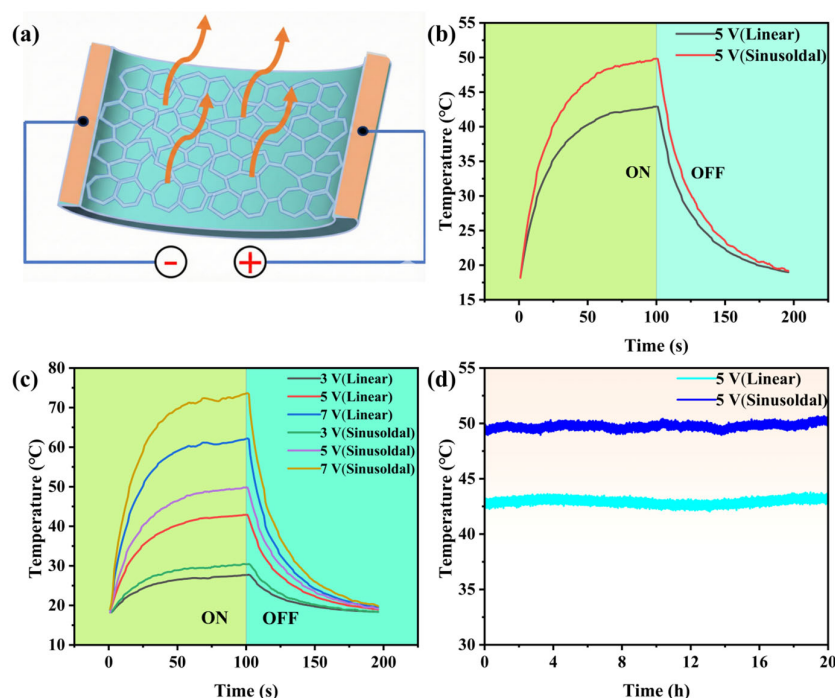 (a)
-
+
(b)
5 V(Linear)
5 V(Sinusoldal)
ON
OFF
Temperature (°C)
55
50
45
40
35
30
25
20
15
0
50
100
150
200
Time (s)
(c)
3 V(Linear)
5 V(Linear)
7 V(Linear)
3 V(Sinusoldal)
5 V(Sinusoldal)
7 V(Sinusoldal)
ON
OFF
Temperature (°C)
80
70
60
50
40
30
20
10
0
50
100
150
200
Time (s)
(d)
5 V(Linear)
5 V(Sinusoldal)
Temperature (°C)
55
50
45
40
35
30
0
4
8
12
16
20
Time (h)